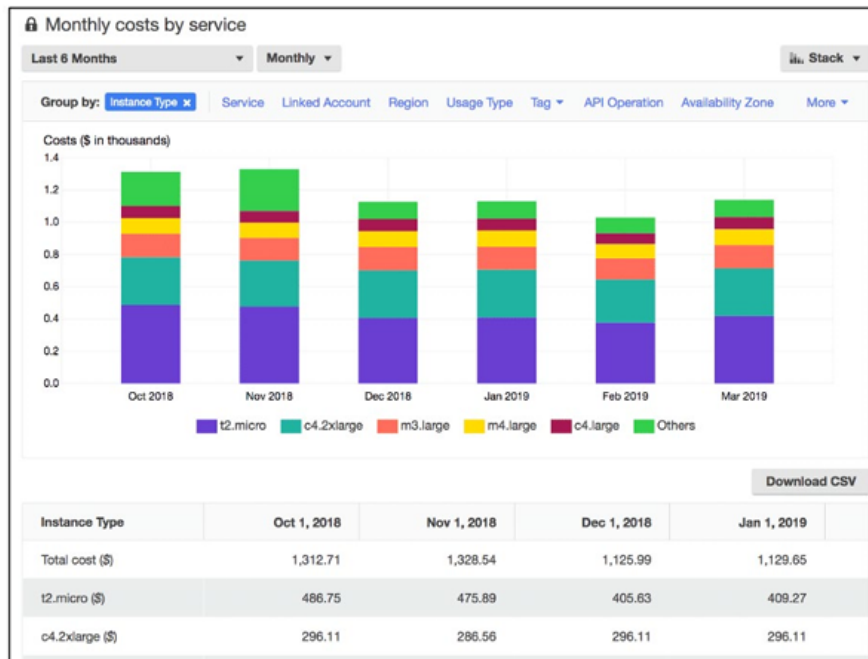 Monthly costs by service
Last 6 Months Monthly Stack
Group by: Instance Type × Service Linked Account Region Usage Type Tag API Operation Availability Zone More
Costs ($ in thousands)
1.4
1.2
1.0
0.8
0.6
0.4
0.2
0.0
Oct 2018 Nov 2018 Dec 2018 Jan 2019 Feb 2019 Mar 2019
t2.micro c4.2xlarge m3.large m4.large c4.large Others
Download CSV
Instance Type Oct 1, 2018 Nov 1, 2018 Dec 1, 2018 Jan 1, 2019
Total cost ($) 1,312.71 1,328.54 1,125.99 1,129.65
t2.micro ($) 486.75 475.89 405.63 409.27
c4.2xlarge ($) 296.11 286.56 296.11 296.11